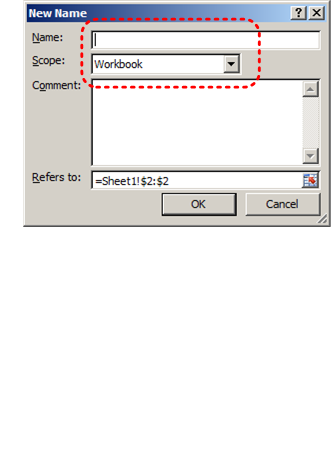 New Name
Name:
Scope: Workbook
Comment:
Refers to: =Sheet1!$2:$2
OK Cancel